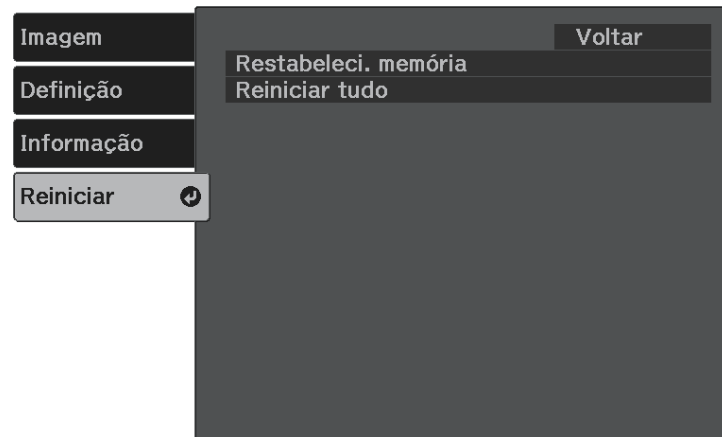 Imagem
Definição
Informação
Reiniciar
Voltar
Restabeleci. memória
Reiniciar tudo